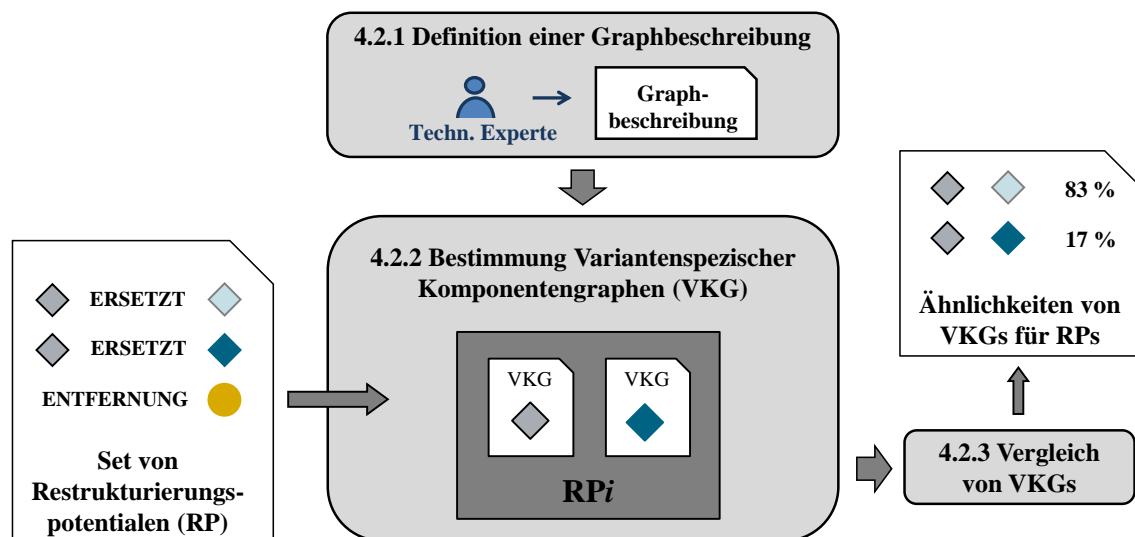 4.2.1 Definition einer Graphbeschreibung
Graph-
beschreibung
Techn. Experte
4.2.2 Bestimmung Variantenspezischer
Komponentengraphen (VKG)
VKG
VKG
RPi
ERSETZT
ERSETZT
ENTFERNUNG
Set von
Restrukturierungs-
potentialen (RP)
83 %
17 %
Ähnlichkeiten von
VKGs für RPs
4.2.3 Vergleich
von VKGs